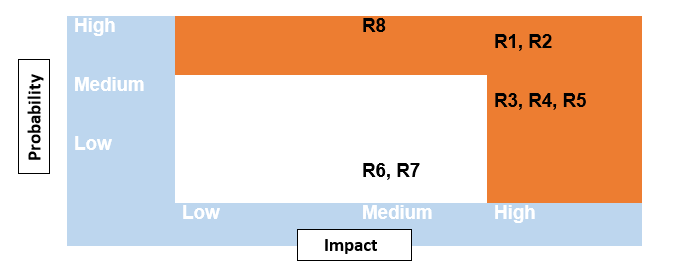 High
R8
R1, R2
Medium
R3, R4, R5
Probability
Low
R6, R7
Low
Medium
High
Impact